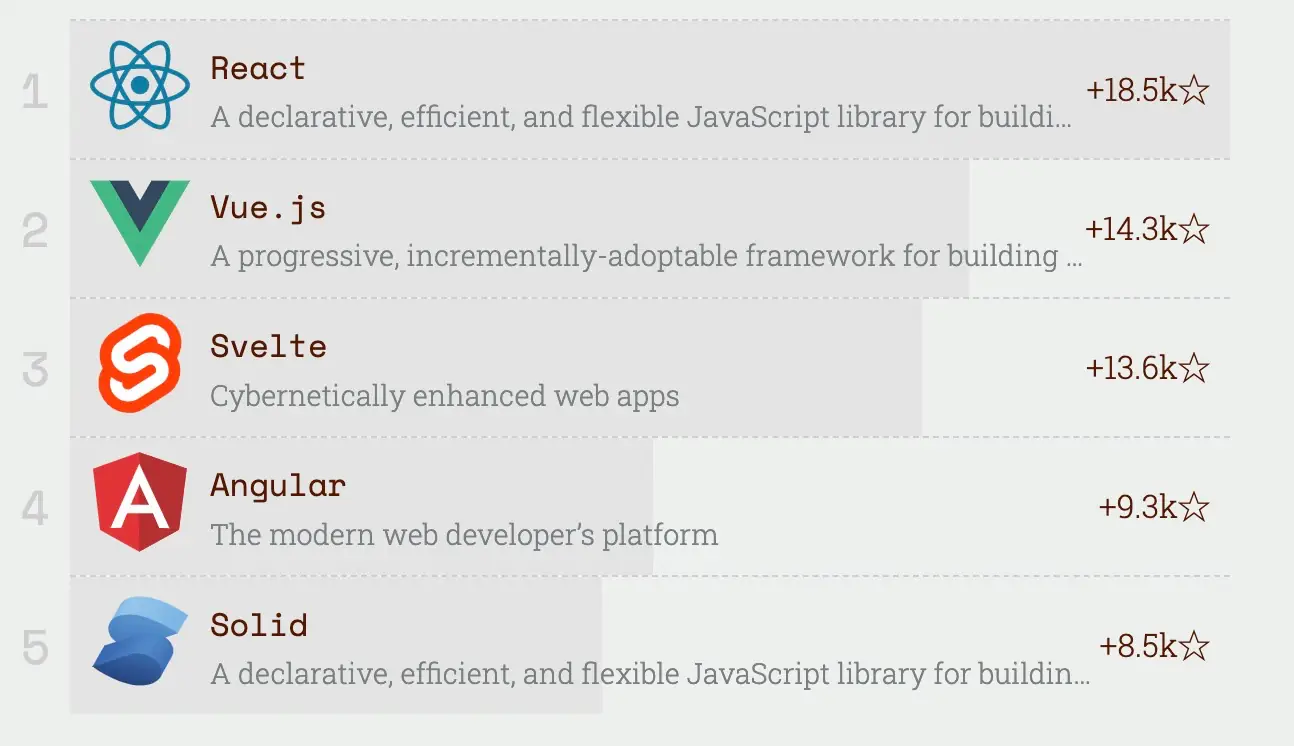 1
React
A declarative, efficient, and flexible JavaScript library for buildi...
+18.5k☆
2
Vue.js
A progressive, incrementally-adoptable framework for building ...
+14.3k☆
3
Svelte
Cybernetically enhanced web apps
+13.6k☆
4
Angular
The modern web developer’s platform
+9.3k☆
5
Solid
A declarative, efficient, and flexible JavaScript library for buildin...
+8.5k☆